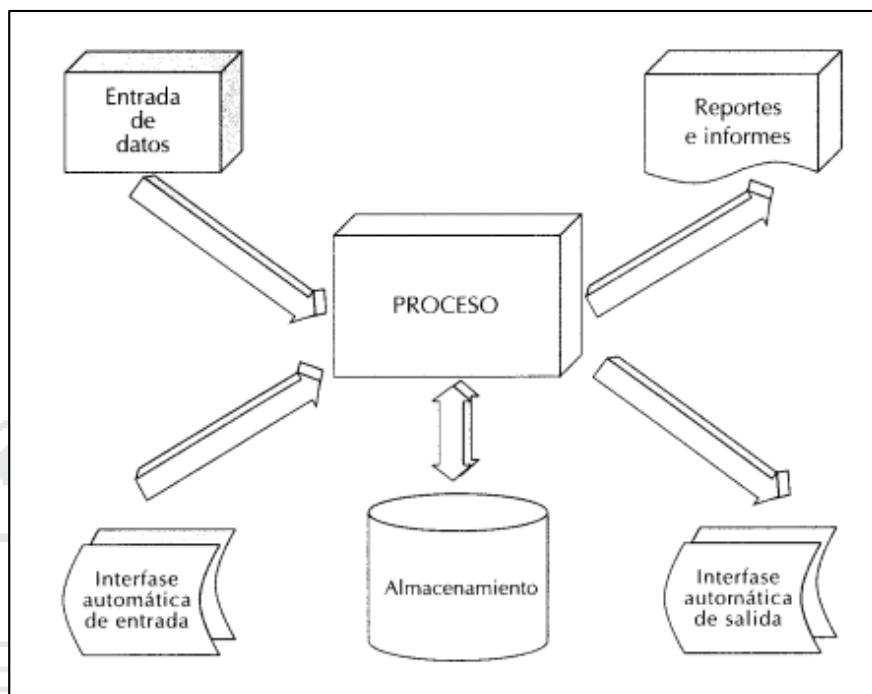 Entrada
de
datos
Reportes
e informes
PROCESO
Interfase
automática
de entrada
Almacenamiento
Interfase
automática
de salida